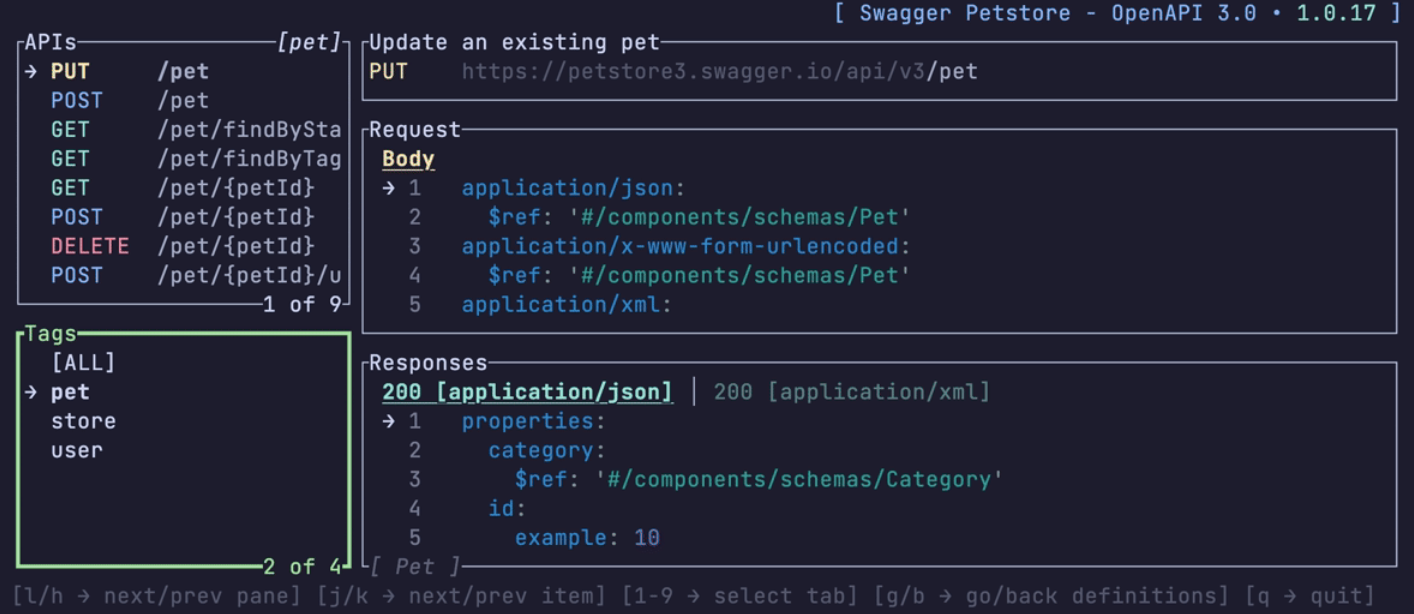 [ Swagger Petstore - OpenAPI 3.0 • 1.0.17 ]
APIs [pet]
→ PUT /pet
POST /pet
GET /pet/findBySta
GET /pet/findByTag
GET /pet/{petId}
POST /pet/{petId}
DELETE /pet/{petId}
POST /pet/{petId}/u
1 of 9
Tags
[ALL]
→ pet
store
user
2 of 4
Update an existing pet
PUT https://petstore3.swagger.io/api/v3/pet
Request
Body
→ 1 application/json:
2 $ref: '#/components/schemas/Pet'
3 application/x-www-form-urlencoded:
4 $ref: '#/components/schemas/Pet'
5 application/xml:
Responses
200 [application/json] | 200 [application/xml]
→ 1 properties:
2 category:
3 $ref: '#/components/schemas/Category'
4 id:
5 example: 10
[ Pet ]
[l/h → next/prev pane] [j/k → next/prev item] [1-9 → select tab] [g/b → go/back definitions] [q → quit]